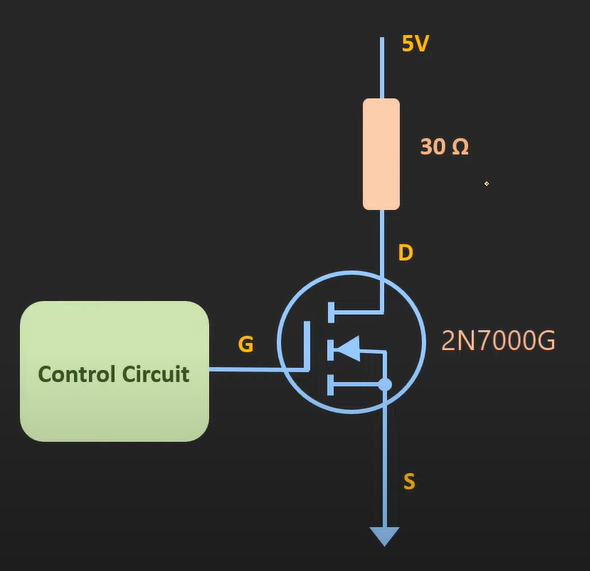 5V
30 Ω
D
G
2N7000G
Control Circuit
S